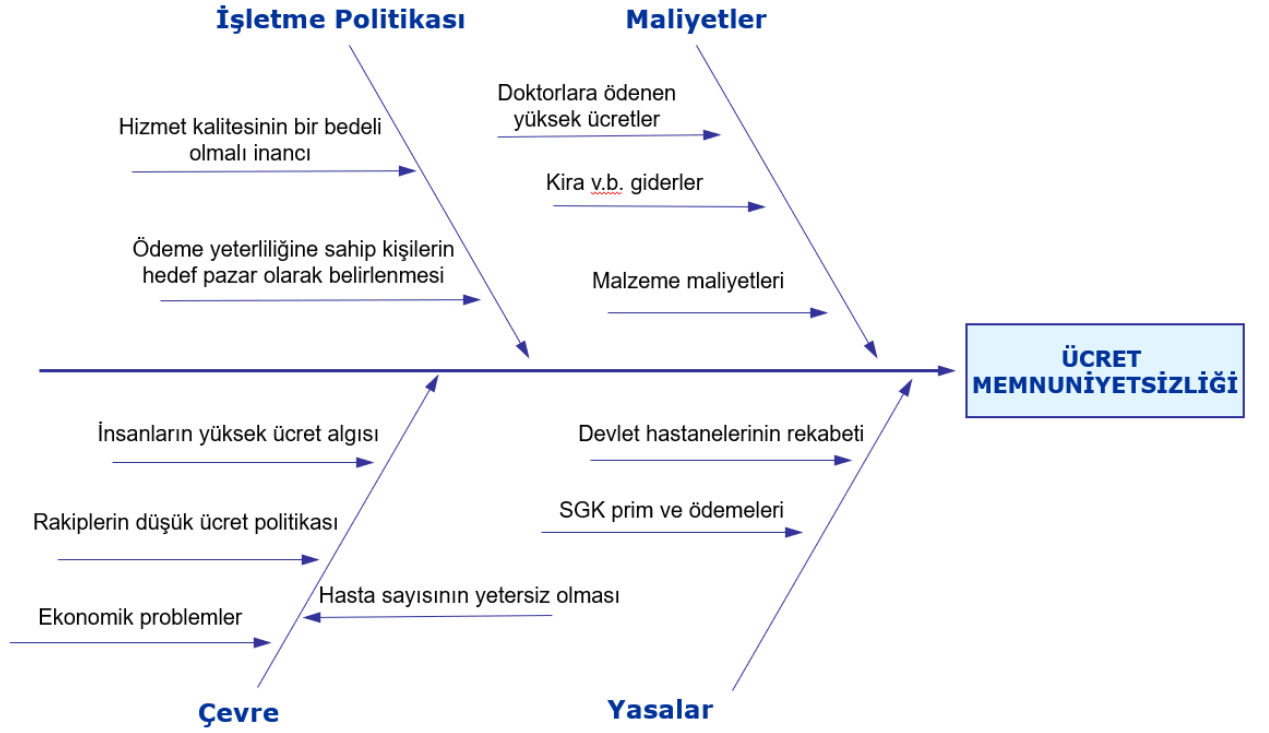 İşletme Politikası
Maliyetler
Doktorlara ödenen
yüksek ücretler
Hizmet kalitesinin bir bedeli
olmalı inancı
Kira v.b. giderler
Ödeme yeterliliğine sahip kişilerin
hedef pazar olarak belirlenmesi
Malzeme maliyetleri
ÜCRET
MEMNUNİYETSİZLİĞİ
İnsanların yüksek ücret algısı
Devlet hastanelerinin rekabeti
Rakiplerin düşük ücret politikası
SGK prim ve ödemeleri
Hasta sayısının yetersiz olması
Ekonomik problemler
Çevre
Yasalar